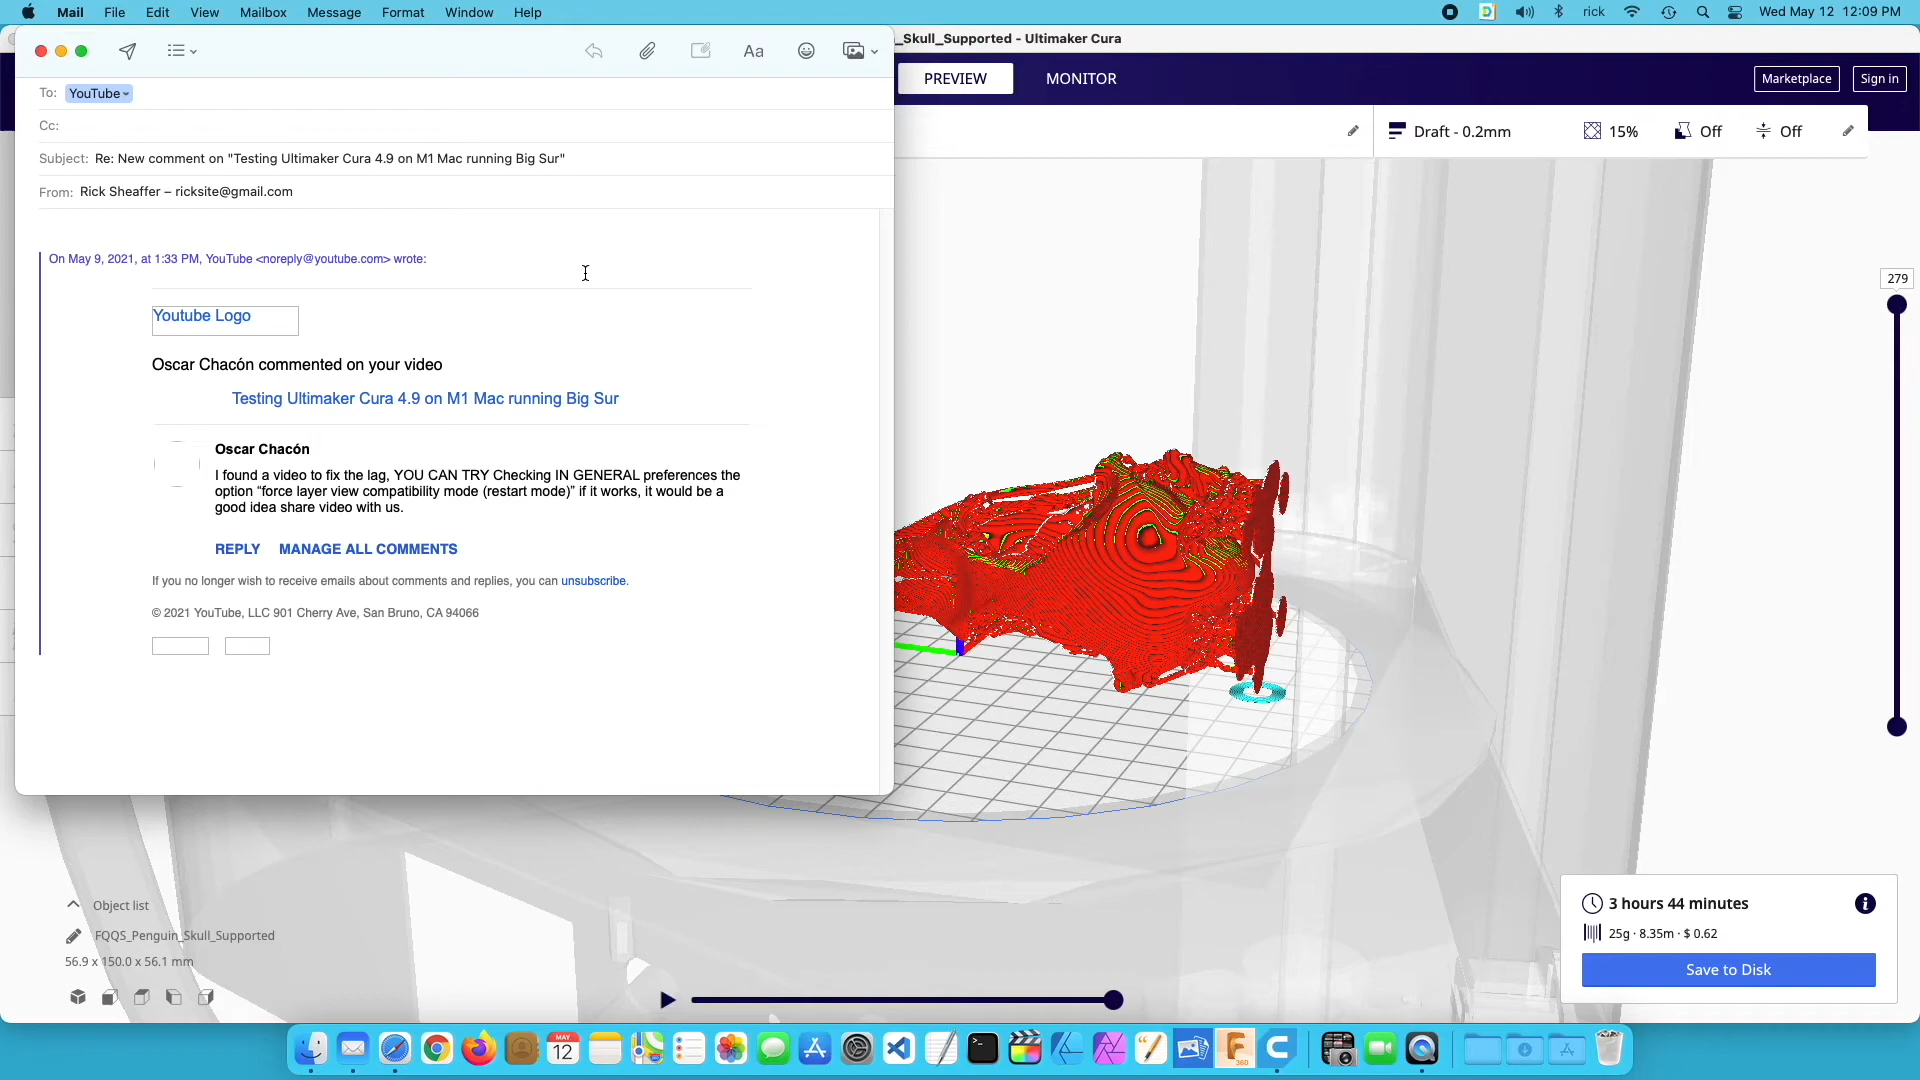 Mail File Edit View Mailbox Message Format Window Help rick Wed May 12 12:09 PM
_Skull_Supported - Ultimaker Cura
PREVIEW MONITOR Marketplace Sign in
To: YouTube
Cc:
Subject: Re: New comment on "Testing Ultimaker Cura 4.9 on M1 Mac running Big Sur"
From: Rick Sheaffer – ricksite@gmail.com
Aa
Draft - 0.2mm 15% Off Off
279
On May 9, 2021, at 1:33 PM, YouTube <noreply@youtube.com> wrote:
Youtube Logo
Oscar Chacón commented on your video
Testing Ultimaker Cura 4.9 on M1 Mac running Big Sur
Oscar Chacón
I found a video to fix the lag, YOU CAN TRY Checking IN GENERAL preferences the
option “force layer view compatibility mode (restart mode)” if it works, it would be a
good idea share video with us.
REPLY MANAGE ALL COMMENTS
If you no longer wish to receive emails about comments and replies, you can unsubscribe.
© 2021 YouTube, LLC 901 Cherry Ave, San Bruno, CA 94066
Object list
FQQS_Penguin_Skull_Supported
56.9 x 150.0 x 56.1 mm
3 hours 44 minutes
25g · 8.35m · $ 0.62
Save to Disk
MAY
12
360